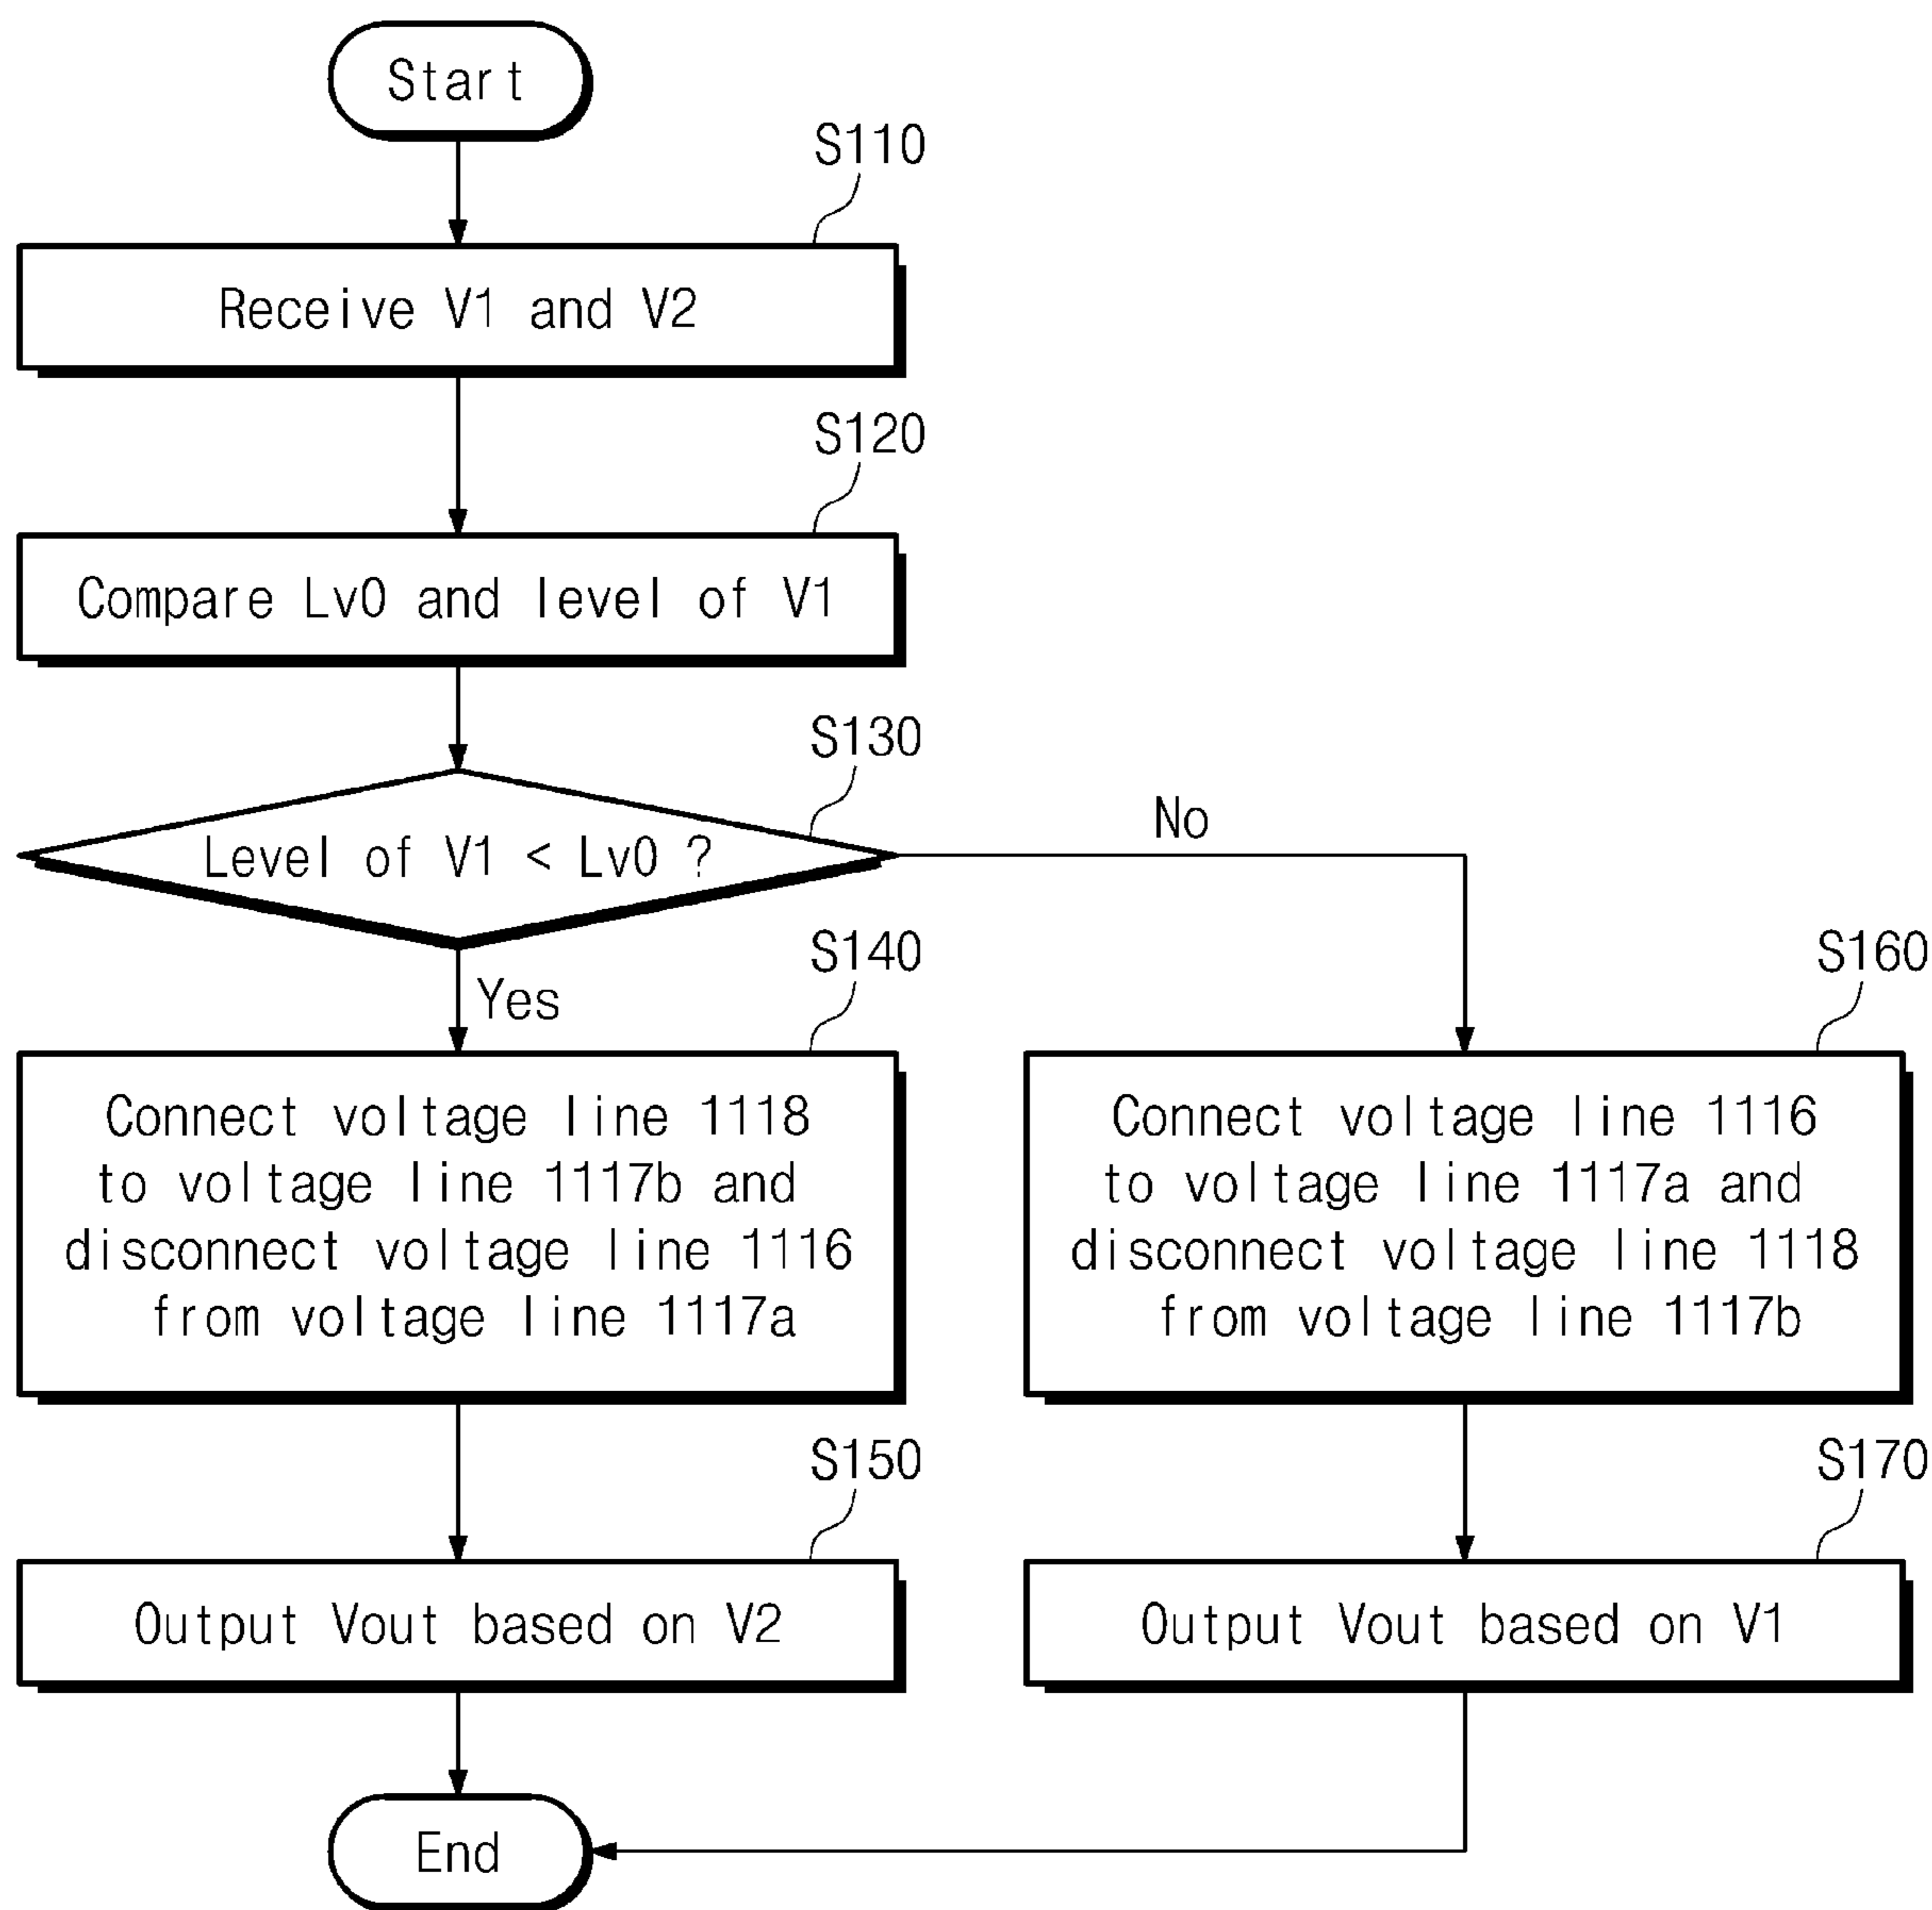 Start
S110
Receive V1 and V2
S120
Compare Lv0 and level of V1
S130
Level of V1 < Lv0 ?
No
Yes
S140
Connect voltage line 1118
to voltage line 1117b and
disconnect voltage line 1116
from voltage line 1117a
S160
Connect voltage line 1116
to voltage line 1117a and
disconnect voltage line 1118
from voltage line 1117b
S150
Output Vout based on V2
S170
Output Vout based on V1
End